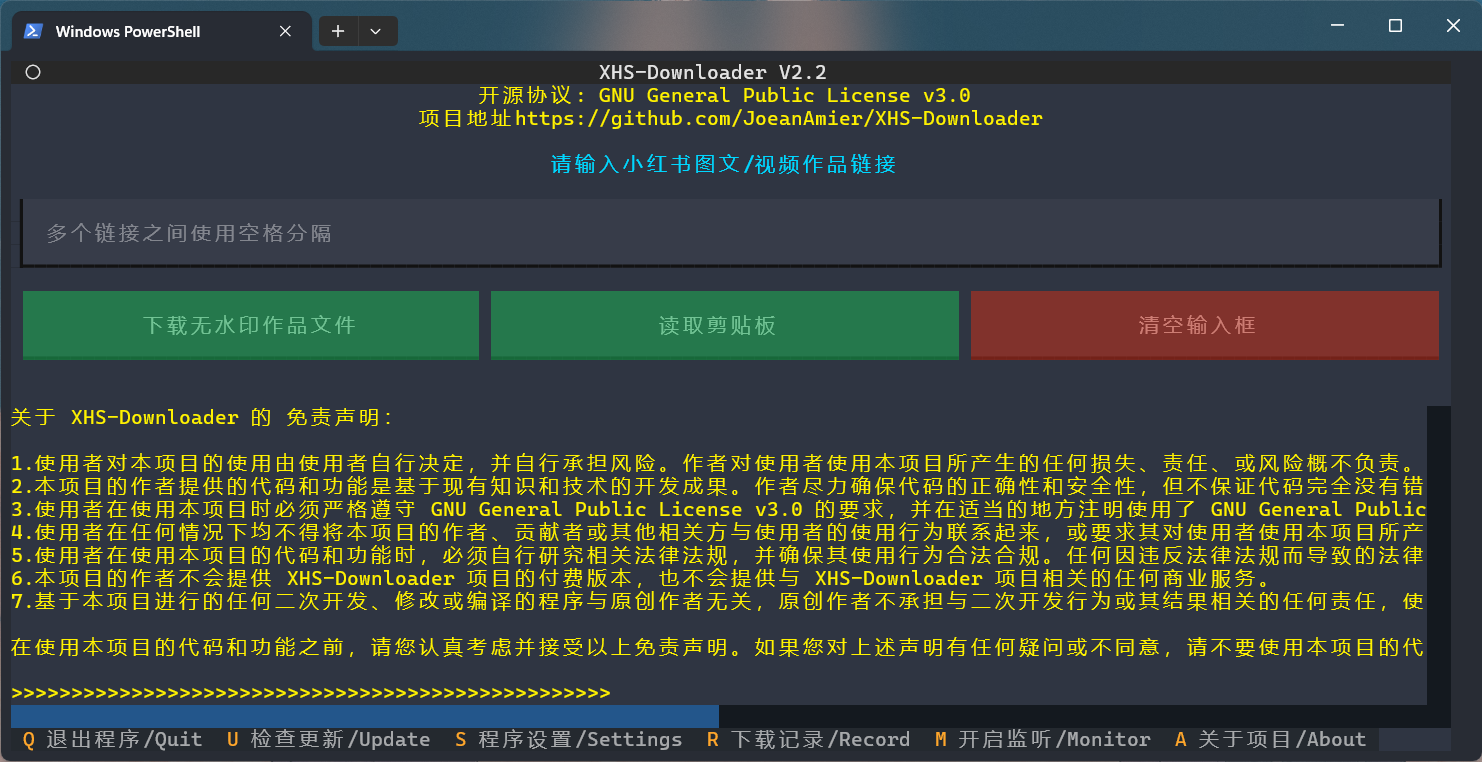 Windows PowerShell
XHS-Downloader V2.2
开源协议: GNU General Public License v3.0
项目地址https://github.com/JoeanAmier/XHS-Downloader
请输入小红书图文/视频作品链接
多个链接之间使用空格分隔
下载无水印作品文件
读取剪贴板
清空输入框
关于 XHS-Downloader 的 免责声明:
1.使用者对本项目的使用由使用者自行决定，并自行承担风险。作者对使用者使用本项目所产生的任何损失、责任、或风险概不负责。
2.本项目的作者提供的代码和功能是基于现有知识和技术的开发成果。作者尽力确保代码的正确性和安全性，但不保证代码完全没有错
3.使用者在使用本项目时必须严格遵守 GNU General Public License v3.0 的要求，并在适当的地方注明使用了 GNU General Public
4.使用者在任何情况下均不得将本项目的作者、贡献者或其他相关方与使用者的使用行为联系起来，或要求其对使用者使用本项目所产
5.使用者在使用本项目的代码和功能时，必须自行研究相关法律法规，并确保其使用行为合法合规。任何因违反法律法规而导致的法律
6.本项目的作者不会提供 XHS-Downloader 项目的付费版本，也不会提供与 XHS-Downloader 项目相关的任何商业服务。
7.基于本项目进行的任何二次开发、修改或编译的程序与原创作者无关，原创作者不承担与二次开发行为或其结果相关的任何责任，使
在使用本项目的代码和功能之前，请您认真考虑并接受以上免责声明。如果您对上述声明有任何疑问或不同意，请不要使用本项目的代
>>>>>>>>>>>>>>>>>>>>>>>>>>>>>>>>>>>>>>>>>>>>>>>>>>
Q 退出程序/Quit U 检查更新/Update S 程序设置/Settings R 下载记录/Record M 开启监听/Monitor A 关于项目/About